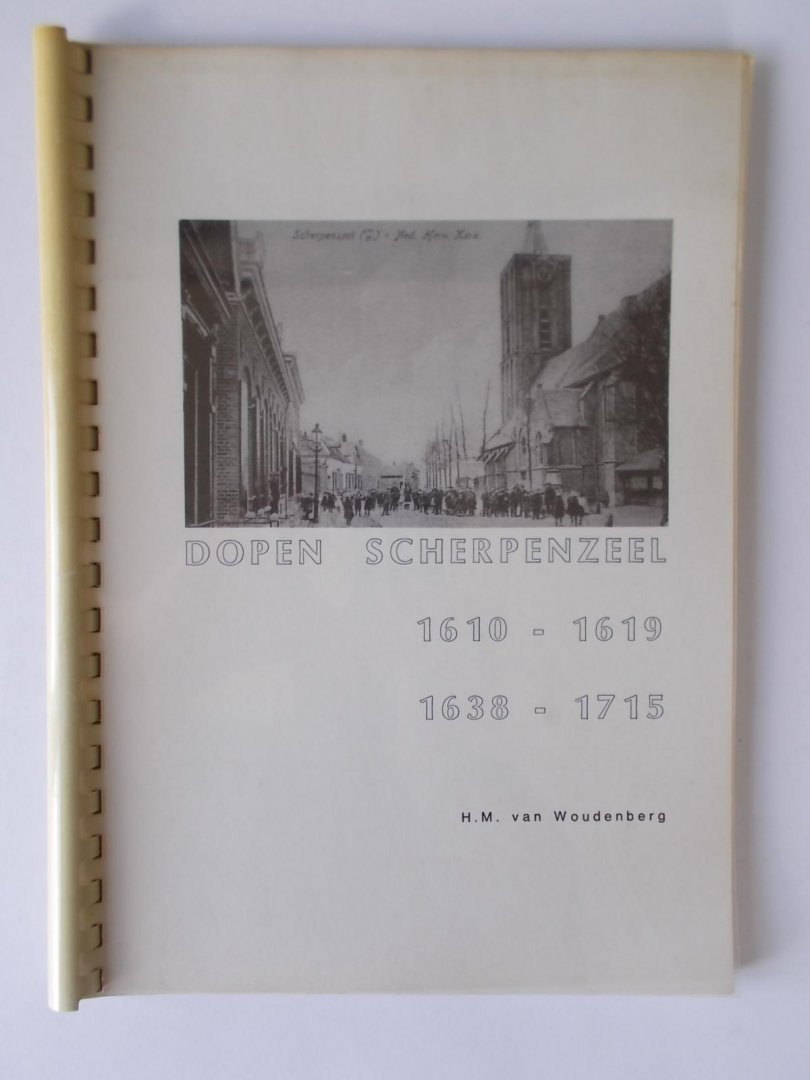 Scherpenzeel (G.) - Ned. Herv. Kerk.
DOPEN SCHERPENZEEL
1610 - 1619
1638 - 1715
H.M. van Woudenberg